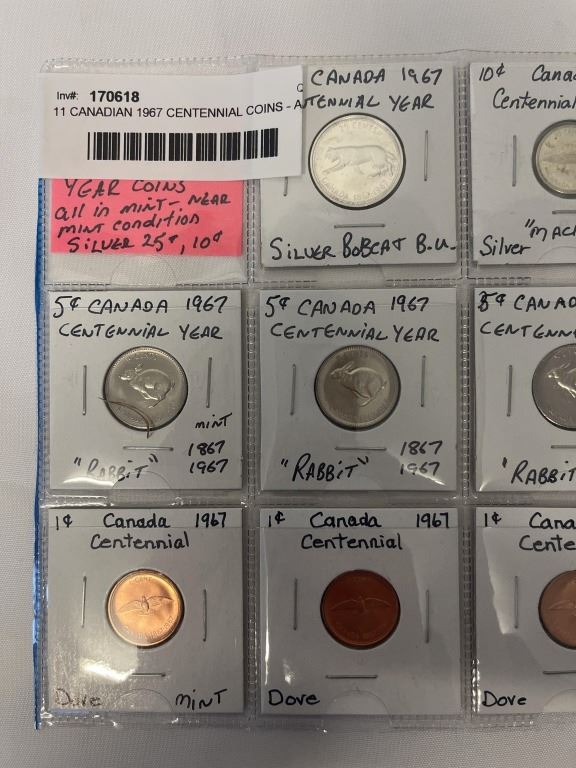 Inv#: 170618
11 CANADIAN 1967 CENTENNIAL COINS - A
YEAR COINS
all in mint - NEAR
mint condition
SILVER 25¢, 10¢
CANADA 1967
CENTENNIAL YEAR
SILVER BOBCAT B.U.
10¢ Canada
Centennial
Silver "MACK
5¢ CANADA 1967
CENTENNIAL YEAR
mint
1867
"RABBIT" 1967
5¢ CANADA 1967
CENTENNIAL YEAR
1867
"RABBIT" 1967
5¢ CANAD
CENTENN
"RABBIT
1¢ Canada 1967
Centennial
Dove MINT
1¢ Canada 1967
Centennial
Dove
1¢ Cana
Cente
Dove